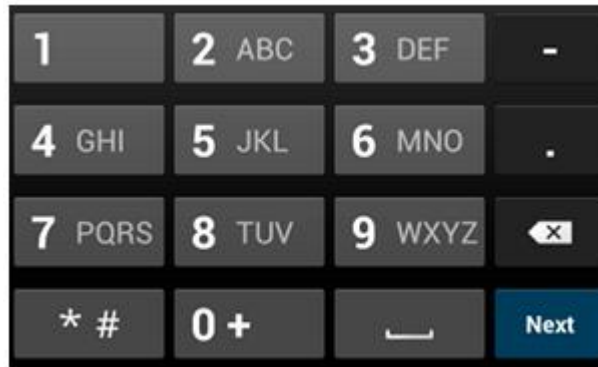 1 2 ABC 3 DEF -
4 GHI 5 JKL 6 MNO .
7 PQRS 8 TUV 9 WXYZ
* # 0 + Next